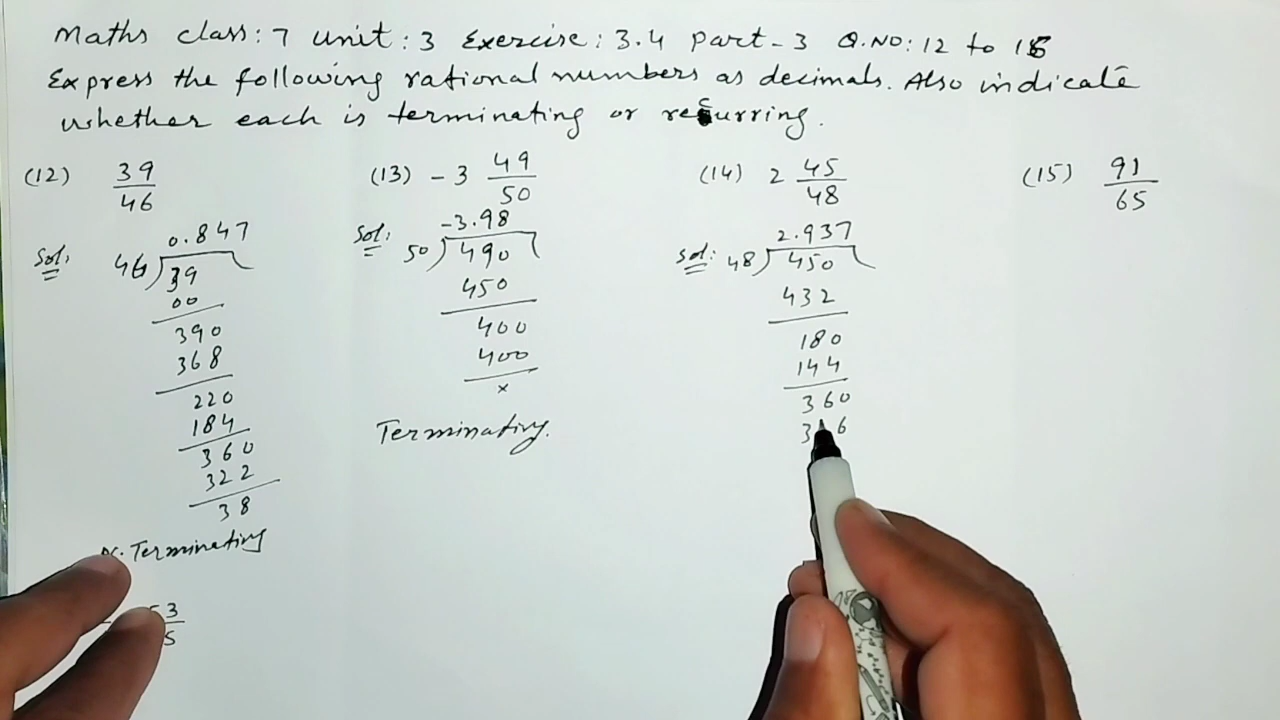 Maths class: 7 unit: 3 Exercise: 3.4 part-3 Q.NO: 12 to 15
Express the following rational numbers as decimals. Also indicate
whether each is terminating or recurring.
(12) 39/46
Sol:
0.847
46)39
00
390
368
220
184
360
322
38
Terminating
3
5
(13) -3 49/50
Sol:
-3.98
50)490
450
400
400
×
Terminating.
(14) 2 45/48
Sol:
2.937
48)450
432
180
144
360
(15) 91/65